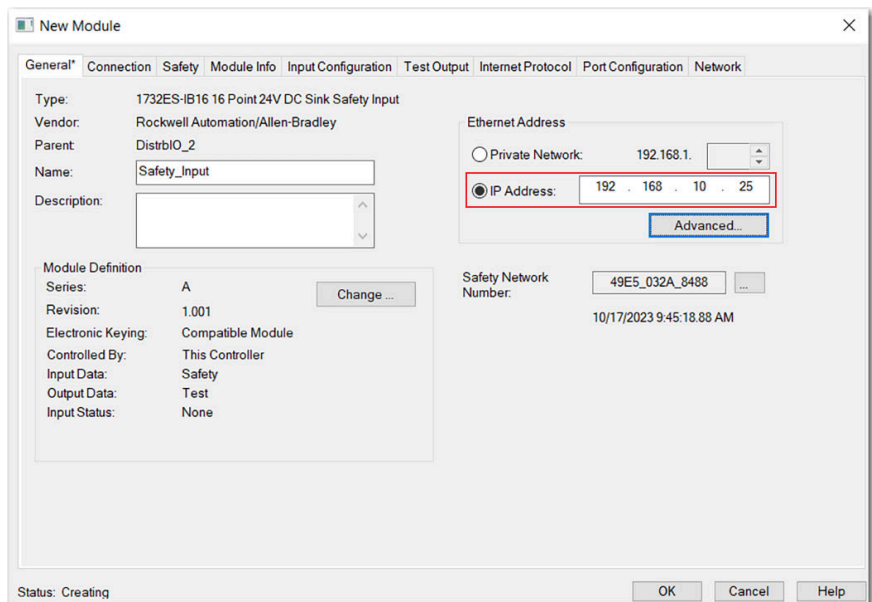 New Module
General* Connection Safety Module Info Input Configuration Test Output Internet Protocol Port Configuration Network
Type: 1732ES-IB16 16 Point 24V DC Sink Safety Input
Vendor: Rockwell Automation/Allen-Bradley
Parent: DistrbIO_2
Name: Safety_Input
Description:
Ethernet Address
Private Network: 192.168.1.
IP Address: 192 . 168 . 10 . 25
Advanced...
Module Definition
Series: A
Change ...
Revision: 1.001
Electronic Keying: Compatible Module
Controlled By: This Controller
Input Data: Safety
Output Data: Test
Input Status: None
Safety Network
Number:
49E5_032A_8488 ...
10/17/2023 9:45:18.88 AM
Status: Creating
OK Cancel Help